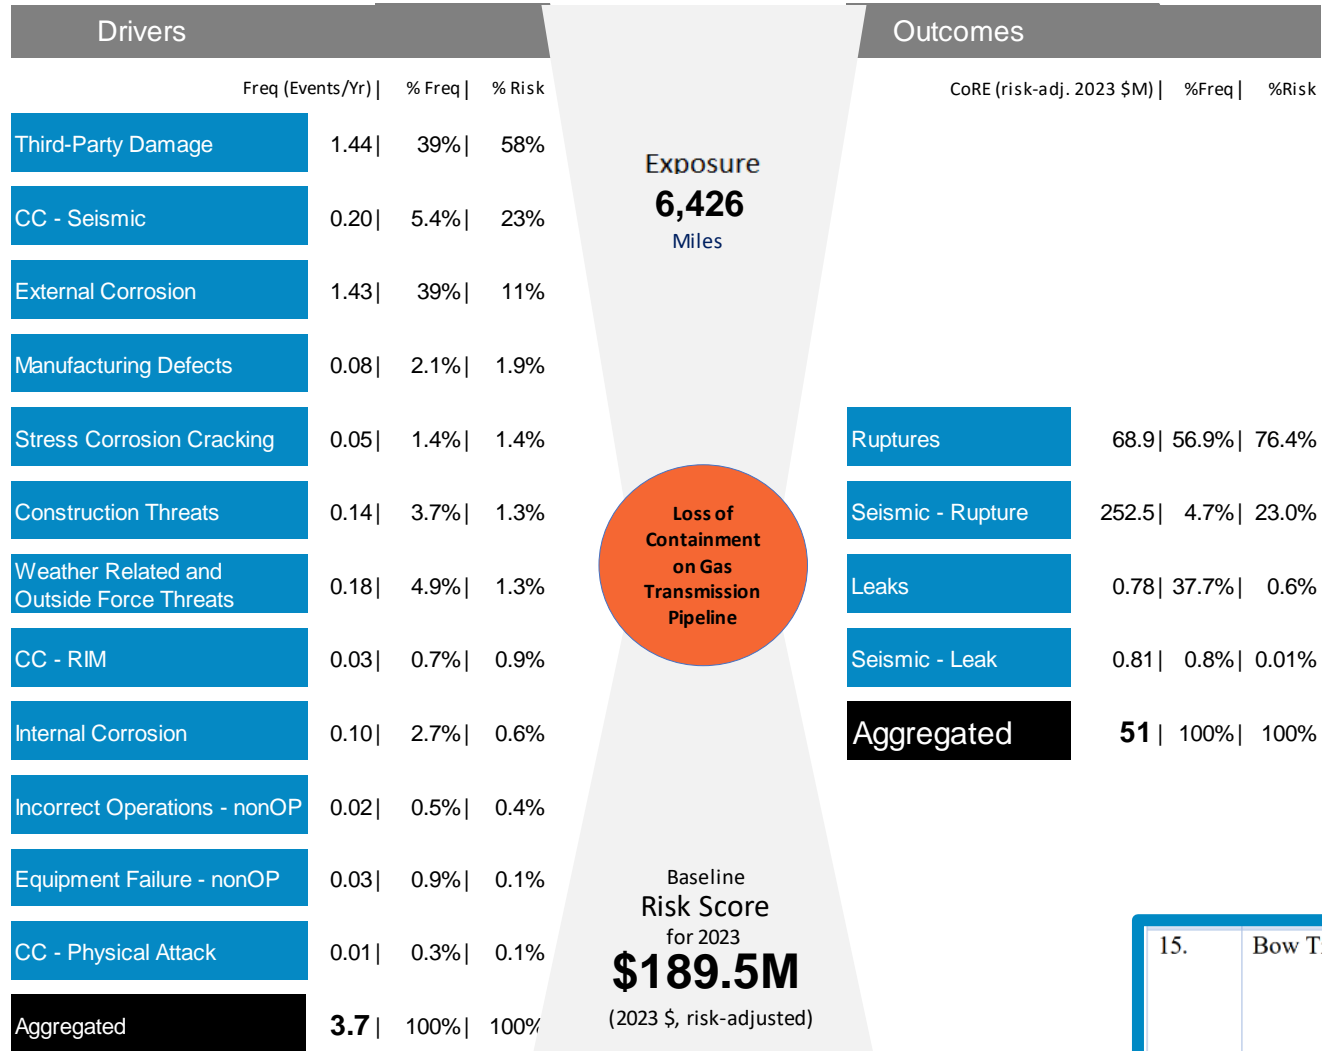 Drivers
Outcomes
Freq (Events/Yr)| % Freq| % Risk
CoRE (risk-adj. 2023 $M)| %Freq| %Risk
Third-Party Damage 1.44| 39%| 58%
CC - Seismic 0.20| 5.4%| 23%
External Corrosion 1.43| 39%| 11%
Manufacturing Defects 0.08| 2.1%| 1.9%
Stress Corrosion Cracking 0.05| 1.4%| 1.4%
Construction Threats 0.14| 3.7%| 1.3%
Weather Related and
Outside Force Threats 0.18| 4.9%| 1.3%
CC - RIM 0.03| 0.7%| 0.9%
Internal Corrosion 0.10| 2.7%| 0.6%
Incorrect Operations - nonOP 0.02| 0.5%| 0.4%
Equipment Failure - nonOP 0.03| 0.9%| 0.1%
CC - Physical Attack 0.01| 0.3%| 0.1%
Aggregated 3.7| 100%| 100%
Exposure
6,426
Miles
Loss of
Containment
on Gas
Transmission
Pipeline
Baseline
Risk Score
for 2023
$189.5M
(2023 $, risk-adjusted)
Ruptures 68.9| 56.9%| 76.4%
Seismic - Rupture 252.5| 4.7%| 23.0%
Leaks 0.78| 37.7%| 0.6%
Seismic - Leak 0.81| 0.8%| 0.01%
Aggregated 51| 100%| 100%
15. Bow